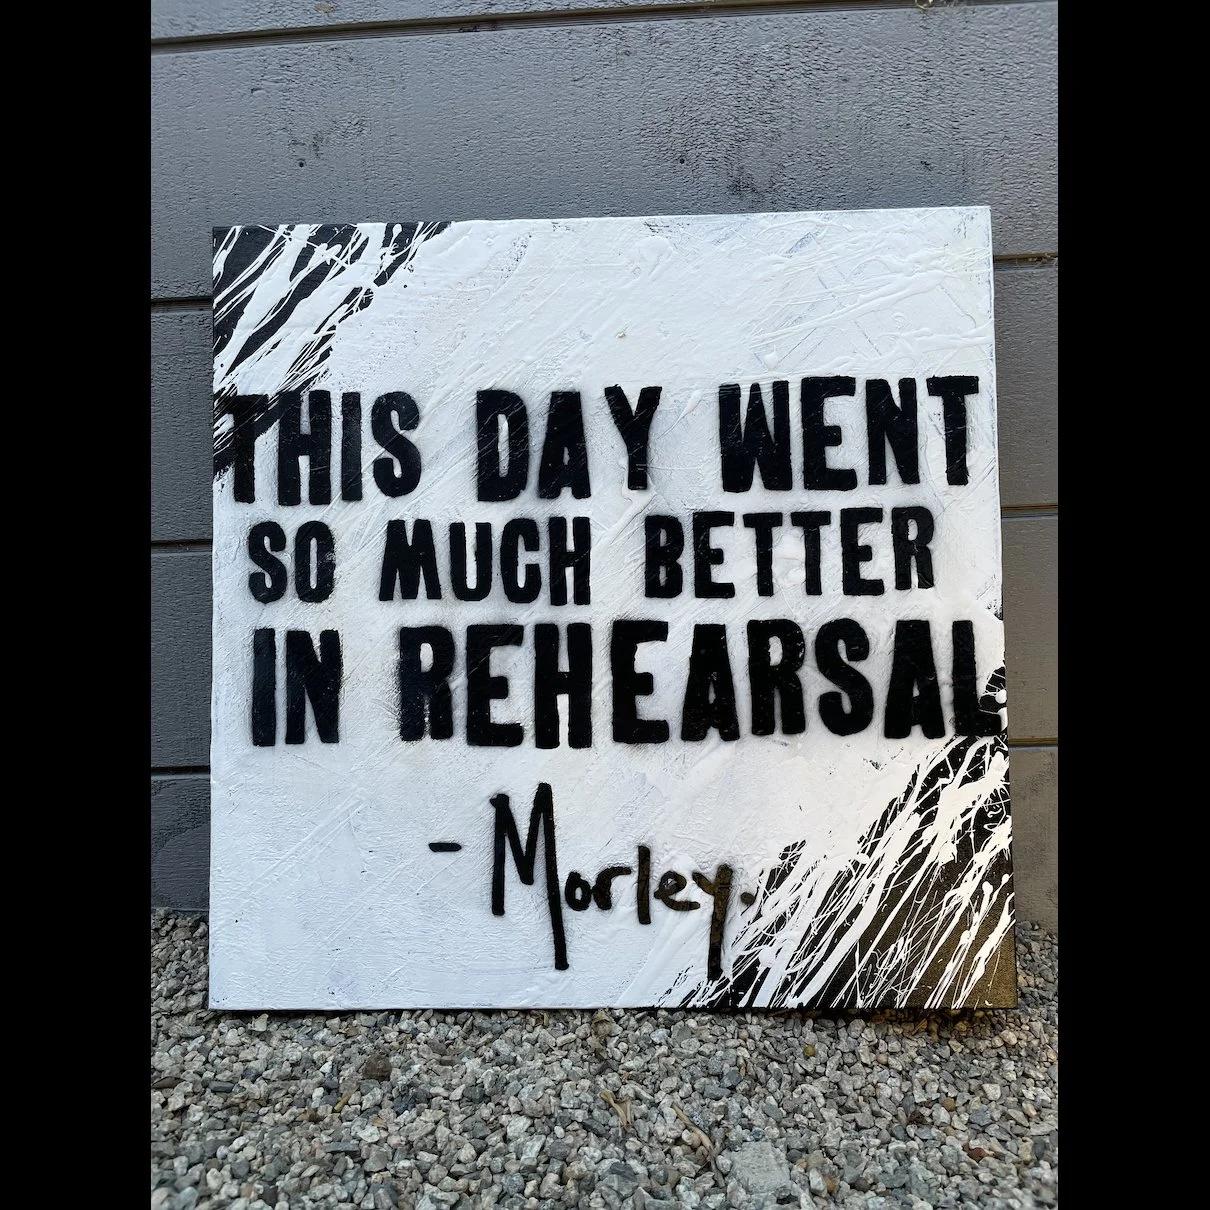 THIS DAY WENT
SO MUCH BETTER
IN REHEARSAL
- Morley.